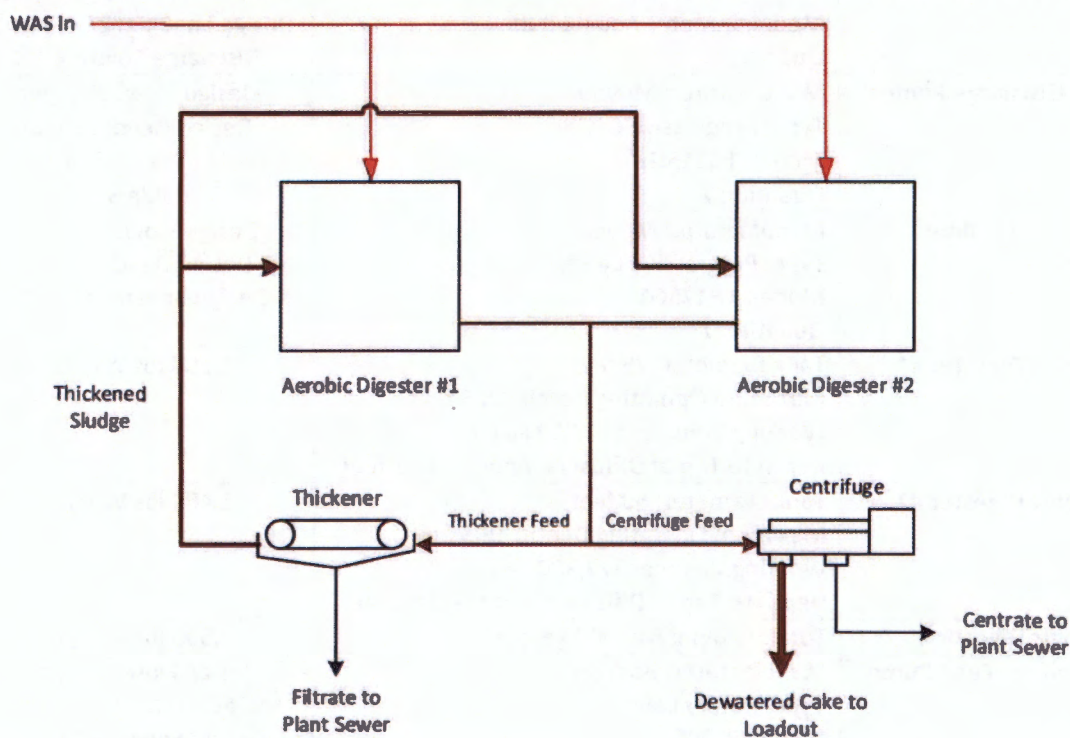 WAS In
Aerobic Digester #1
Aerobic Digester #2
Thickened
Sludge
Thickener
Thickener Feed
Centrifuge Feed
Centrifuge
Centrate to
Plant Sewer
Filtrate to
Plant Sewer
Dewatered Cake to
Loadout